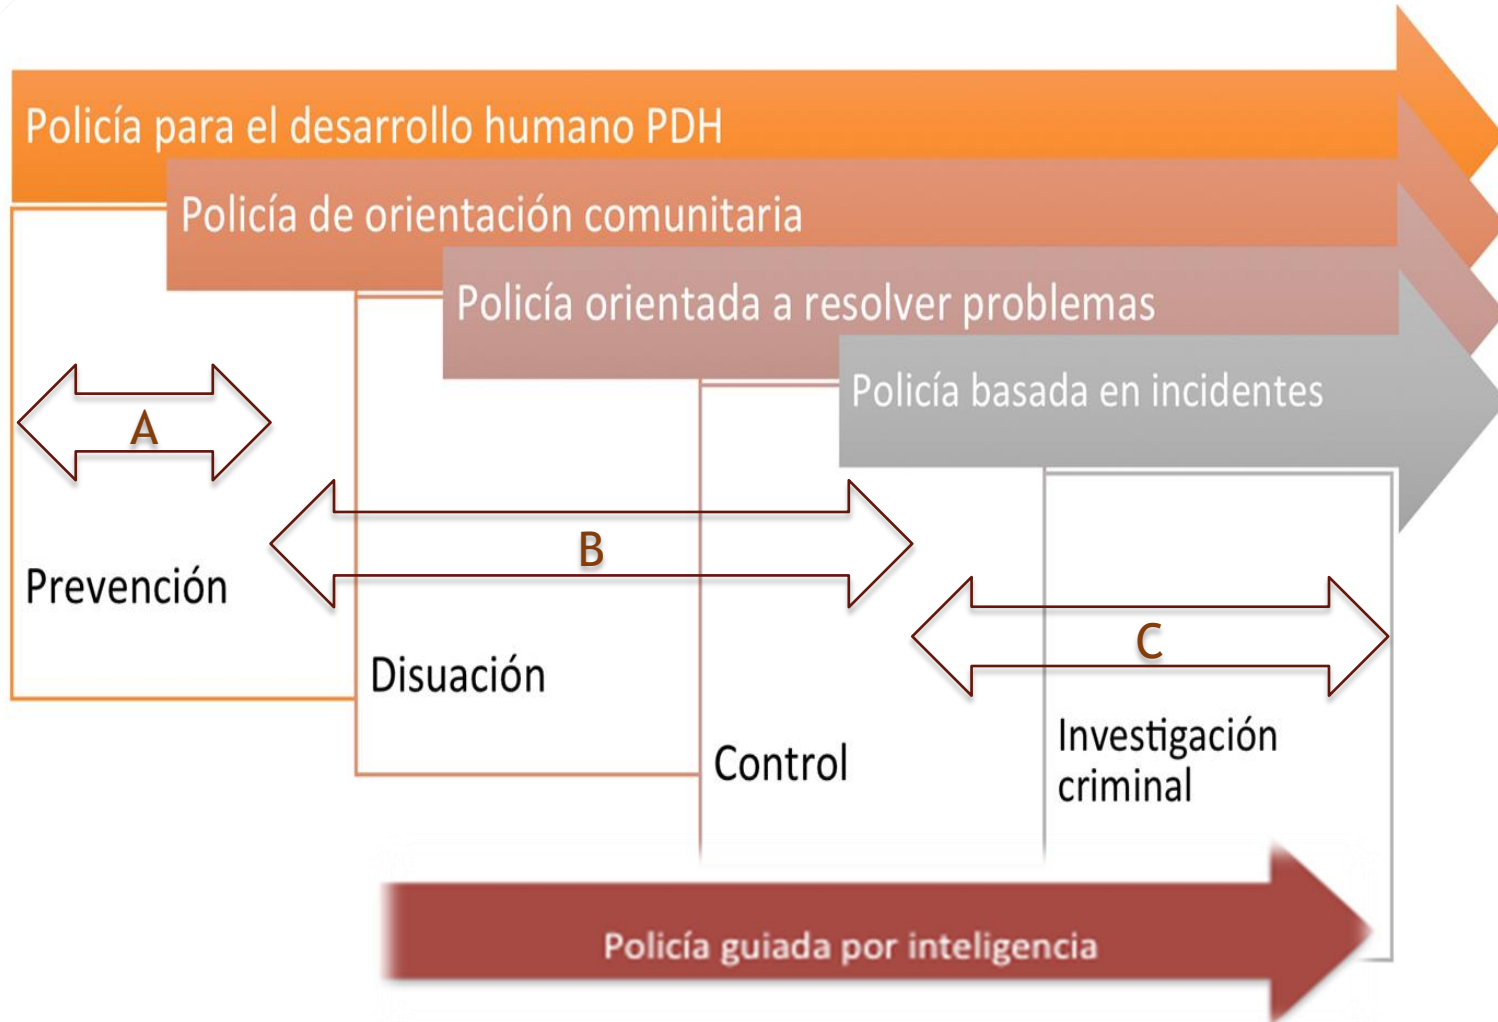 Policía para el desarrollo humano PDH
Policía de orientación comunitaria
Policía orientada a resolver problemas
Policía basada en incidentes
A
B
C
Prevención
Disuación
Control
Investigación
criminal
Policía guiada por inteligencia